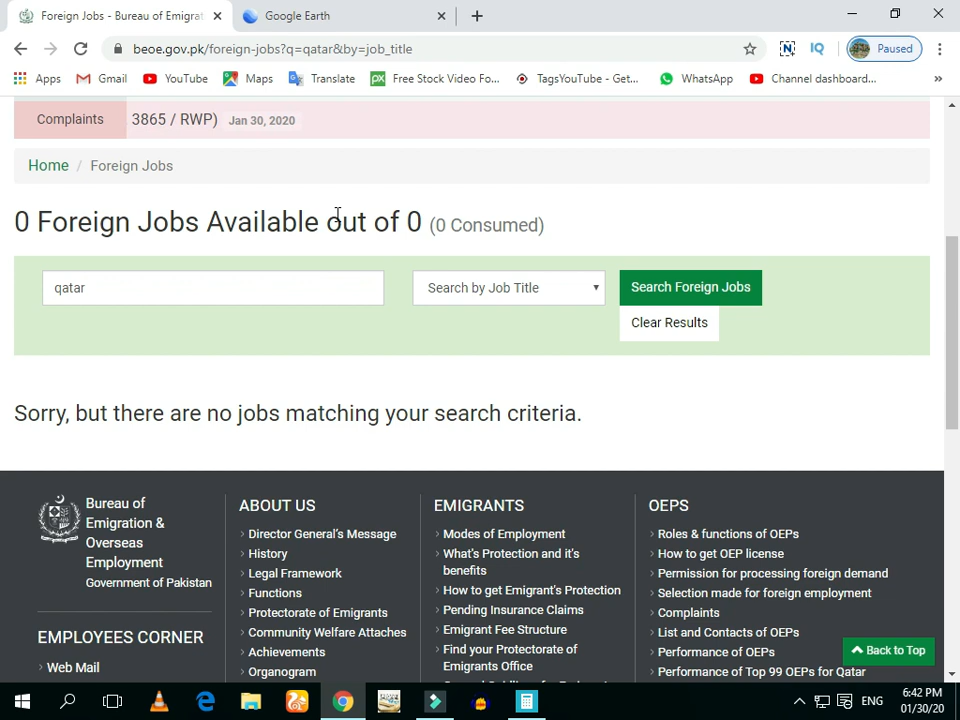 Foreign Jobs - Bureau of Emigrat
Google Earth
beoe.gov.pk/foreign-jobs?q=qatar&by=job_title
N
IQ
Paused
Apps
Gmail
YouTube
Maps
Translate
px
Free Stock Video Fo...
TagsYouTube - Get...
WhatsApp
Channel dashboard...
»
Complaints
3865 / RWP) Jan 30, 2020
Home / Foreign Jobs
0 Foreign Jobs Available out of 0 (0 Consumed)
qatar
Search by Job Title
Search Foreign Jobs
Clear Results
Sorry, but there are no jobs matching your search criteria.
Bureau of
Emigration &
Overseas
Employment
Government of Pakistan
EMPLOYEES CORNER
› Web Mail
ABOUT US
› Director General's Message
› History
› Legal Framework
› Functions
› Protectorate of Emigrants
› Community Welfare Attaches
› Achievements
› Organogram
EMIGRANTS
› Modes of Employment
› What's Protection and it's
benefits
› How to get Emigrant's Protection
› Pending Insurance Claims
› Emigrant Fee Structure
› Find your Protectorate of
Emigrants Office
OEPS
› Roles & functions of OEPs
› How to get OEP license
› Permission for processing foreign demand
› Selection made for foreign employment
› Complaints
› List and Contacts of OEPs
› Performance of OEPs
› Performance of Top 99 OEPs for Qatar
Back to Top
ENG
6:42 PM
01/30/20